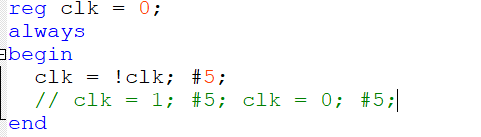 reg clk = 0;
always
begin
clk = !clk; #5;
// clk = 1; #5; clk = 0; #5;
end